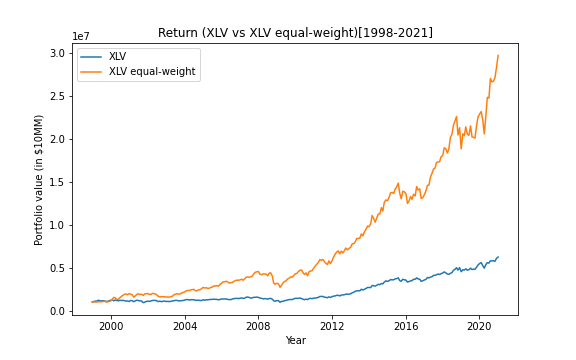 Return (XLV vs XLV equal-weight)[1998-2021]
1e7
XLV
XLV equal-weight
3.0
2.5
2.0
1.5
1.0
0.5
0.0
Portfolio value (in $10MM)
2000 2004 2008 2012 2016 2020
Year